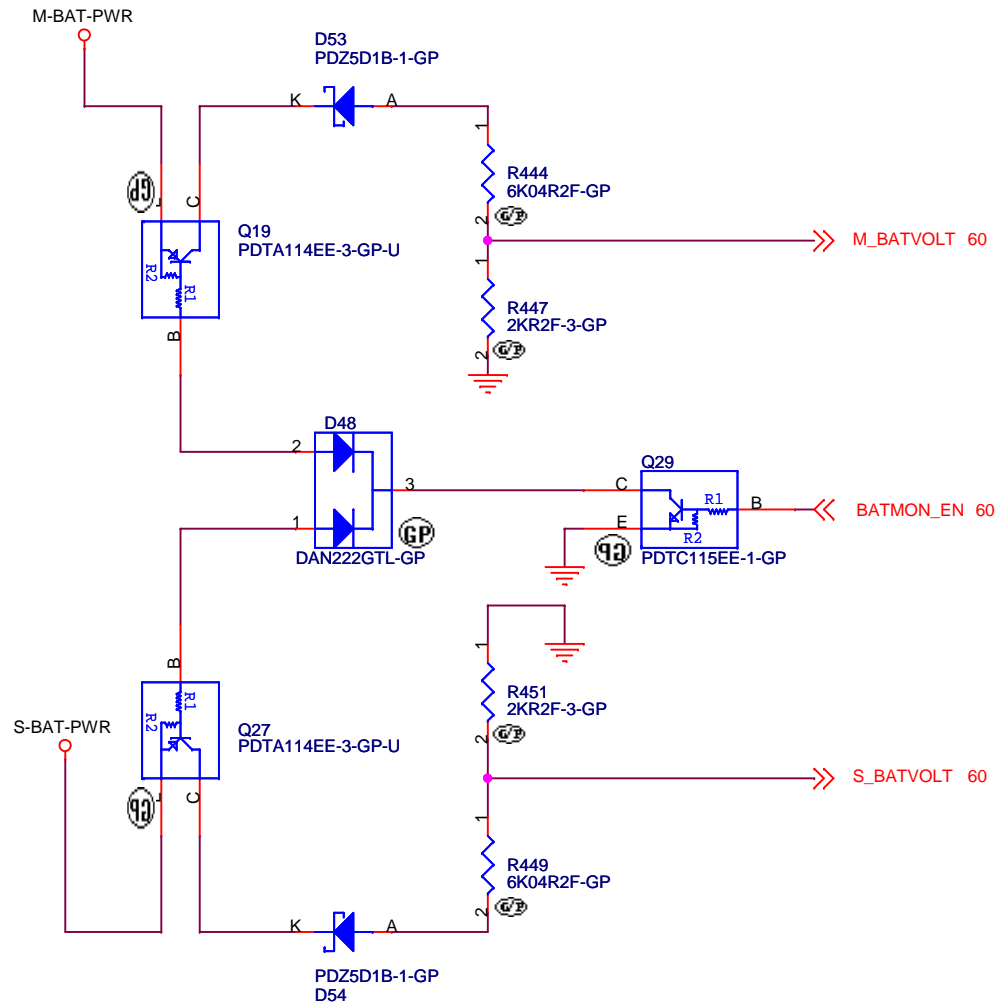 M-BAT-PWR
D53
PDZ5D1B-1-GP
K
A
1
R444
6K04R2F-GP
2
G/P
GP
C
Q19
PDTA114EE-3-GP-U
R2
R1
B
M_BATVOLT 60
1
R447
2KR2F-3-GP
2
G/P
D48
2
3
1
GP
DAN222GTL-GP
Q29
C
R1
B
E
R2
GP
PDTC115EE-1-GP
BATMON_EN 60
B
R1
R2
Q27
PDTA114EE-3-GP-U
S-BAT-PWR
GP
C
1
R451
2KR2F-3-GP
2
G/P
S_BATVOLT 60
1
R449
6K04R2F-GP
2
G/P
K
A
PDZ5D1B-1-GP
D54